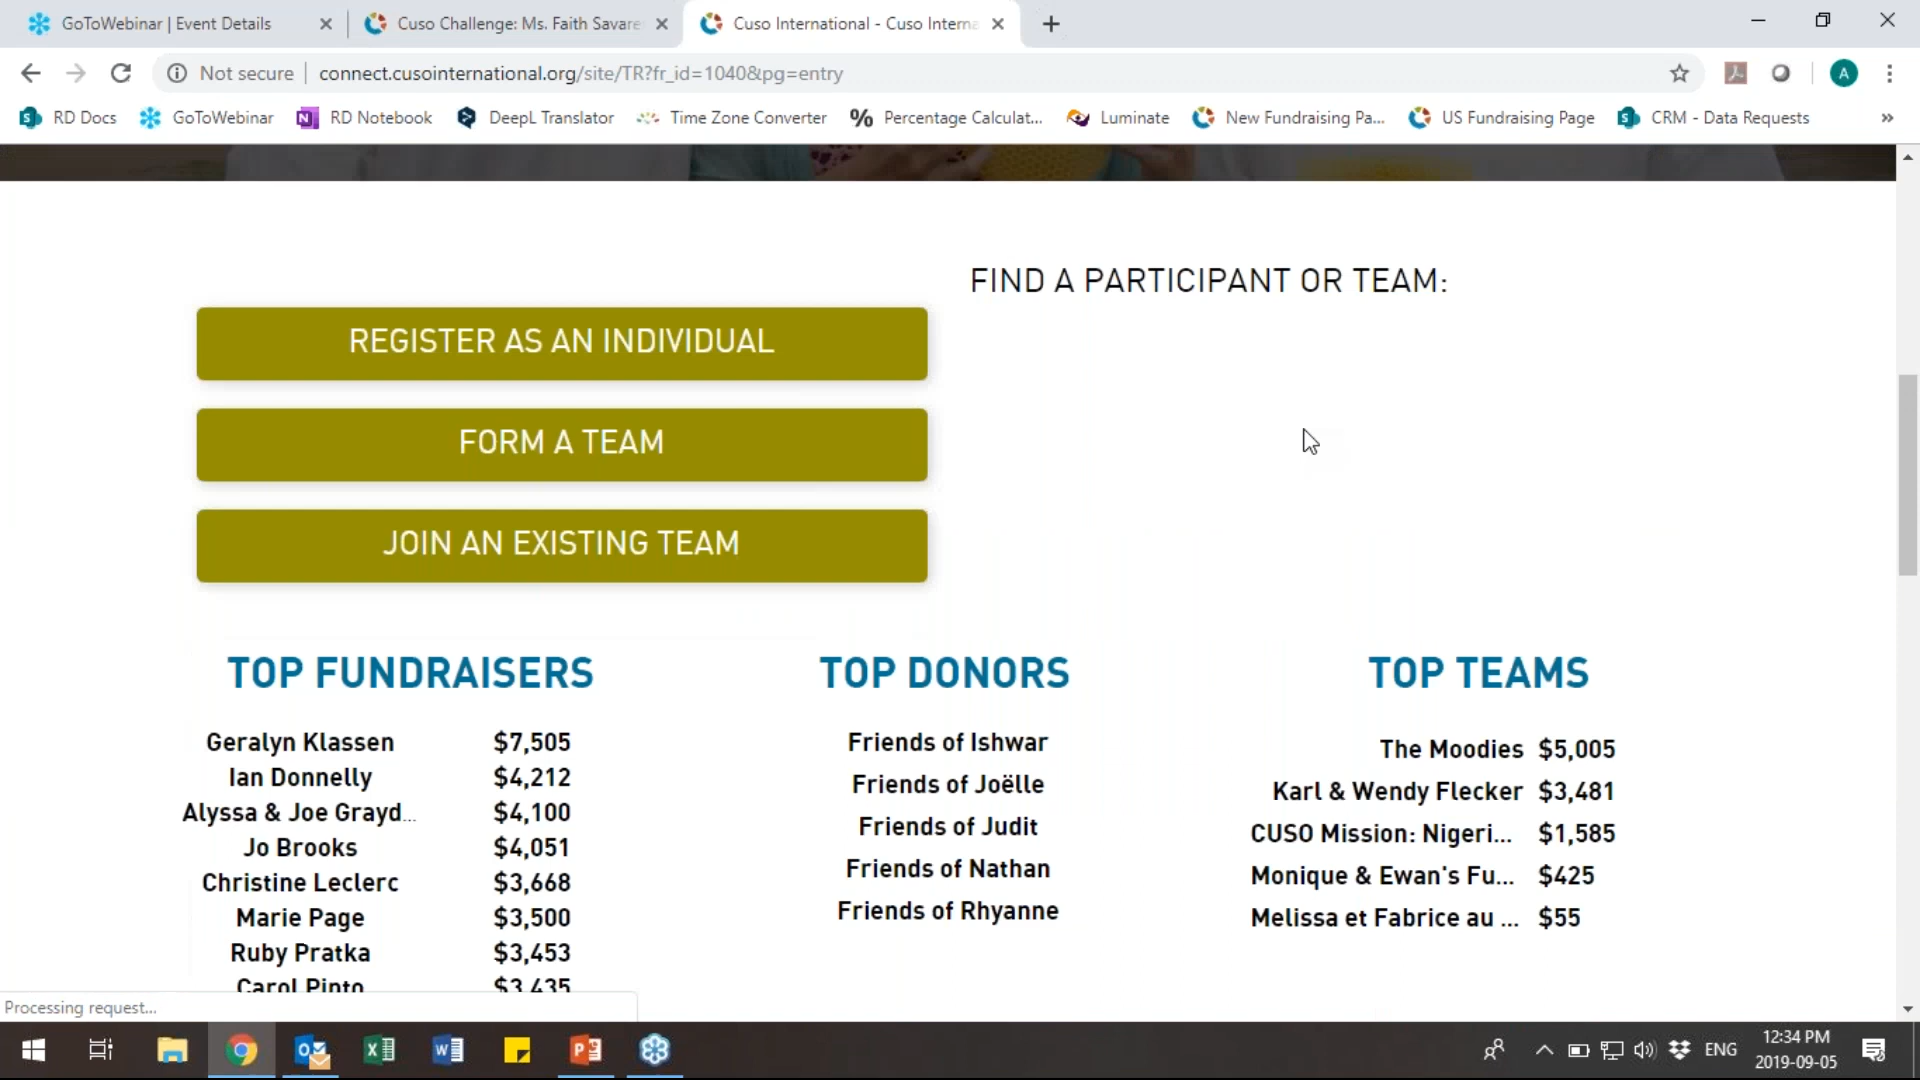 GoToWebinar | Event Details
Cuso Challenge: Ms. Faith Savare
Cuso International - Cuso Interna
Not secure
connect.cusointernational.org/site/TR?fr_id=1040&pg=entry
A
RD Docs
GoToWebinar
RD Notebook
DeepL Translator
Time Zone Converter
Percentage Calculat...
Luminate
New Fundraising Pa...
US Fundraising Page
CRM - Data Requests
FIND A PARTICIPANT OR TEAM:
REGISTER AS AN INDIVIDUAL
FORM A TEAM
JOIN AN EXISTING TEAM
TOP FUNDRAISERS
Geralyn Klassen $7,505
Ian Donnelly $4,212
Alyssa & Joe Grayd... $4,100
Jo Brooks $4,051
Christine Leclerc $3,668
Marie Page $3,500
Ruby Pratka $3,453
Carol Pinto $3,435
TOP DONORS
Friends of Ishwar
Friends of Joëlle
Friends of Judit
Friends of Nathan
Friends of Rhyanne
TOP TEAMS
The Moodies $5,005
Karl & Wendy Flecker $3,481
CUSO Mission: Nigeri... $1,585
Monique & Ewan's Fu... $425
Melissa et Fabrice au ... $55
Processing request...
ENG
12:34 PM
2019-09-05